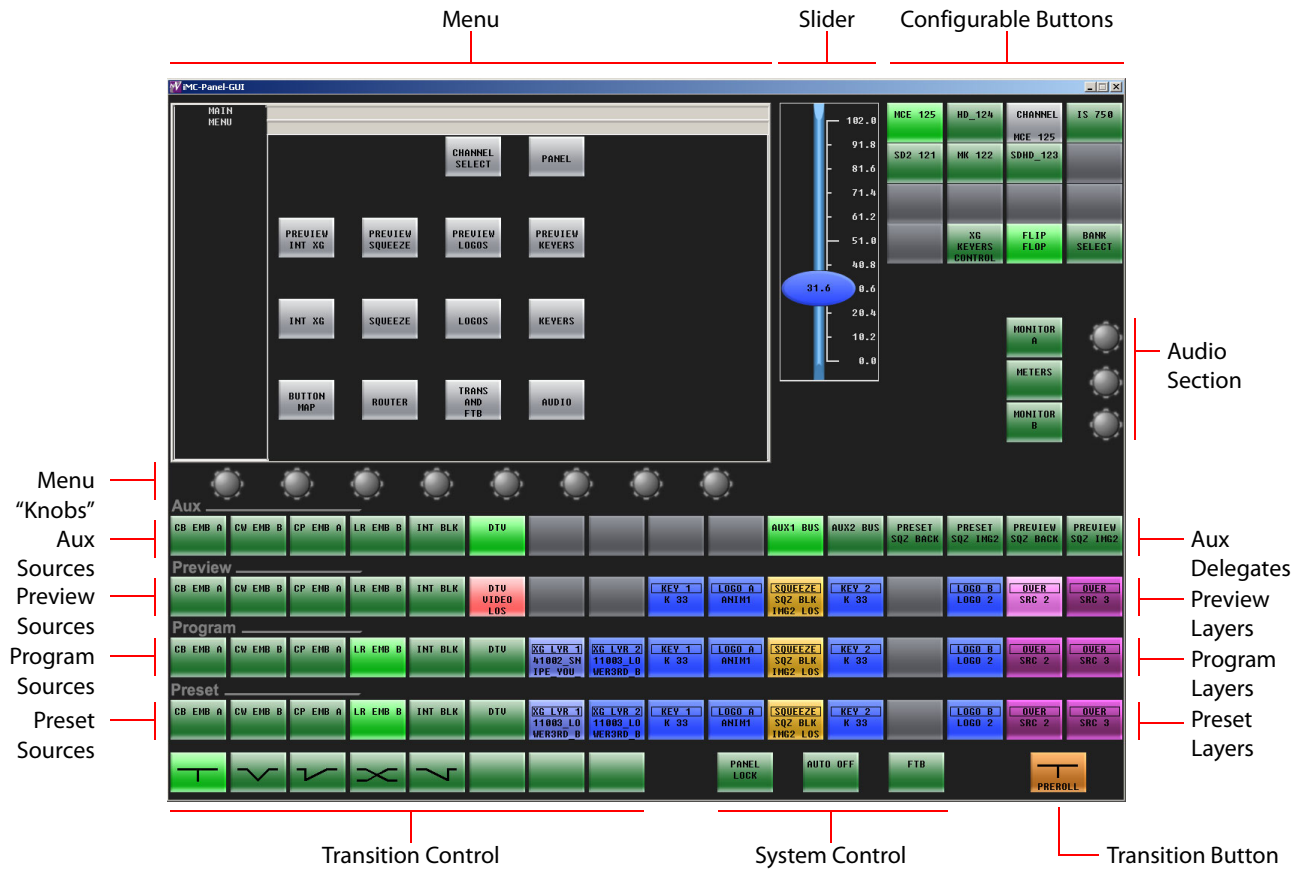 Menu
Slider
Configurable Buttons
iMC-Panel-GUI
MAIN
MENU
CHANNEL
SELECT
PANEL
PREVIEW
INT XG
PREVIEW
SQUEEZE
PREVIEW
LOGOS
PREVIEW
KEYERS
INT XG
SQUEEZE
LOGOS
KEYERS
BUTTON
MAP
ROUTER
TRANS
AND
FTB
AUDIO
102.0
91.8
81.6
71.4
61.2
51.0
40.8
31.6
0.6
20.4
10.2
0.0
MCE 125
HD_124
CHANNEL
MCE 125
IS 750
SD2 121
MK 122
SDHD_123
XG
KEYERS
CONTROL
FLIP
FLOP
BANK
SELECT
MONITOR
A
METERS
MONITOR
B
Audio
Section
Menu
“Knobs”
Aux
Sources
Preview
Sources
Program
Sources
Preset
Sources
Aux
CB EMB A
CW EMB B
CP EMB A
LR EMB B
INT BLK
DTV
AUX1 BUS
AUX2 BUS
PRESET
SQZ BACK
PRESET
SQZ IMG2
PREVIEW
SQZ BACK
PREVIEW
SQZ IMG2
Preview
CB EMB A
CW EMB B
CP EMB A
LR EMB B
INT BLK
DTV
VIDEO
LOS
KEY 1
K 33
LOGO A
ANIM1
SQUEEZE
SQZ BLK
IMG2 LOS
KEY 2
K 33
LOGO B
LOGO 2
OVER
SRC 2
OVER
SRC 3
Program
CB EMB A
CW EMB B
CP EMB A
LR EMB B
INT BLK
DTV
XG LYR 1
41002_SN
IPE_YOU_
XG LYR 2
11003_LO
WER3RD_B
KEY 1
K 33
LOGO A
ANIM1
SQUEEZE
SQZ BLK
IMG2 LOS
KEY 2
K 33
LOGO B
LOGO 2
OVER
SRC 2
OVER
SRC 3
Preset
CB EMB A
CW EMB B
CP EMB A
LR EMB B
INT BLK
DTV
XG LYR 1
11003_LO
WER3RD_B
XG LYR 2
11003_LO
WER3RD_B
KEY 1
K 33
LOGO A
ANIM1
SQUEEZE
SQZ BLK
IMG2 LOS
KEY 2
K 33
LOGO B
LOGO 2
OVER
SRC 2
OVER
SRC 3
Aux
Delegates
Preview
Layers
Program
Layers
Preset
Layers
PANEL
LOCK
AUTO OFF
FTB
PREROLL
Transition Control
System Control
Transition Button